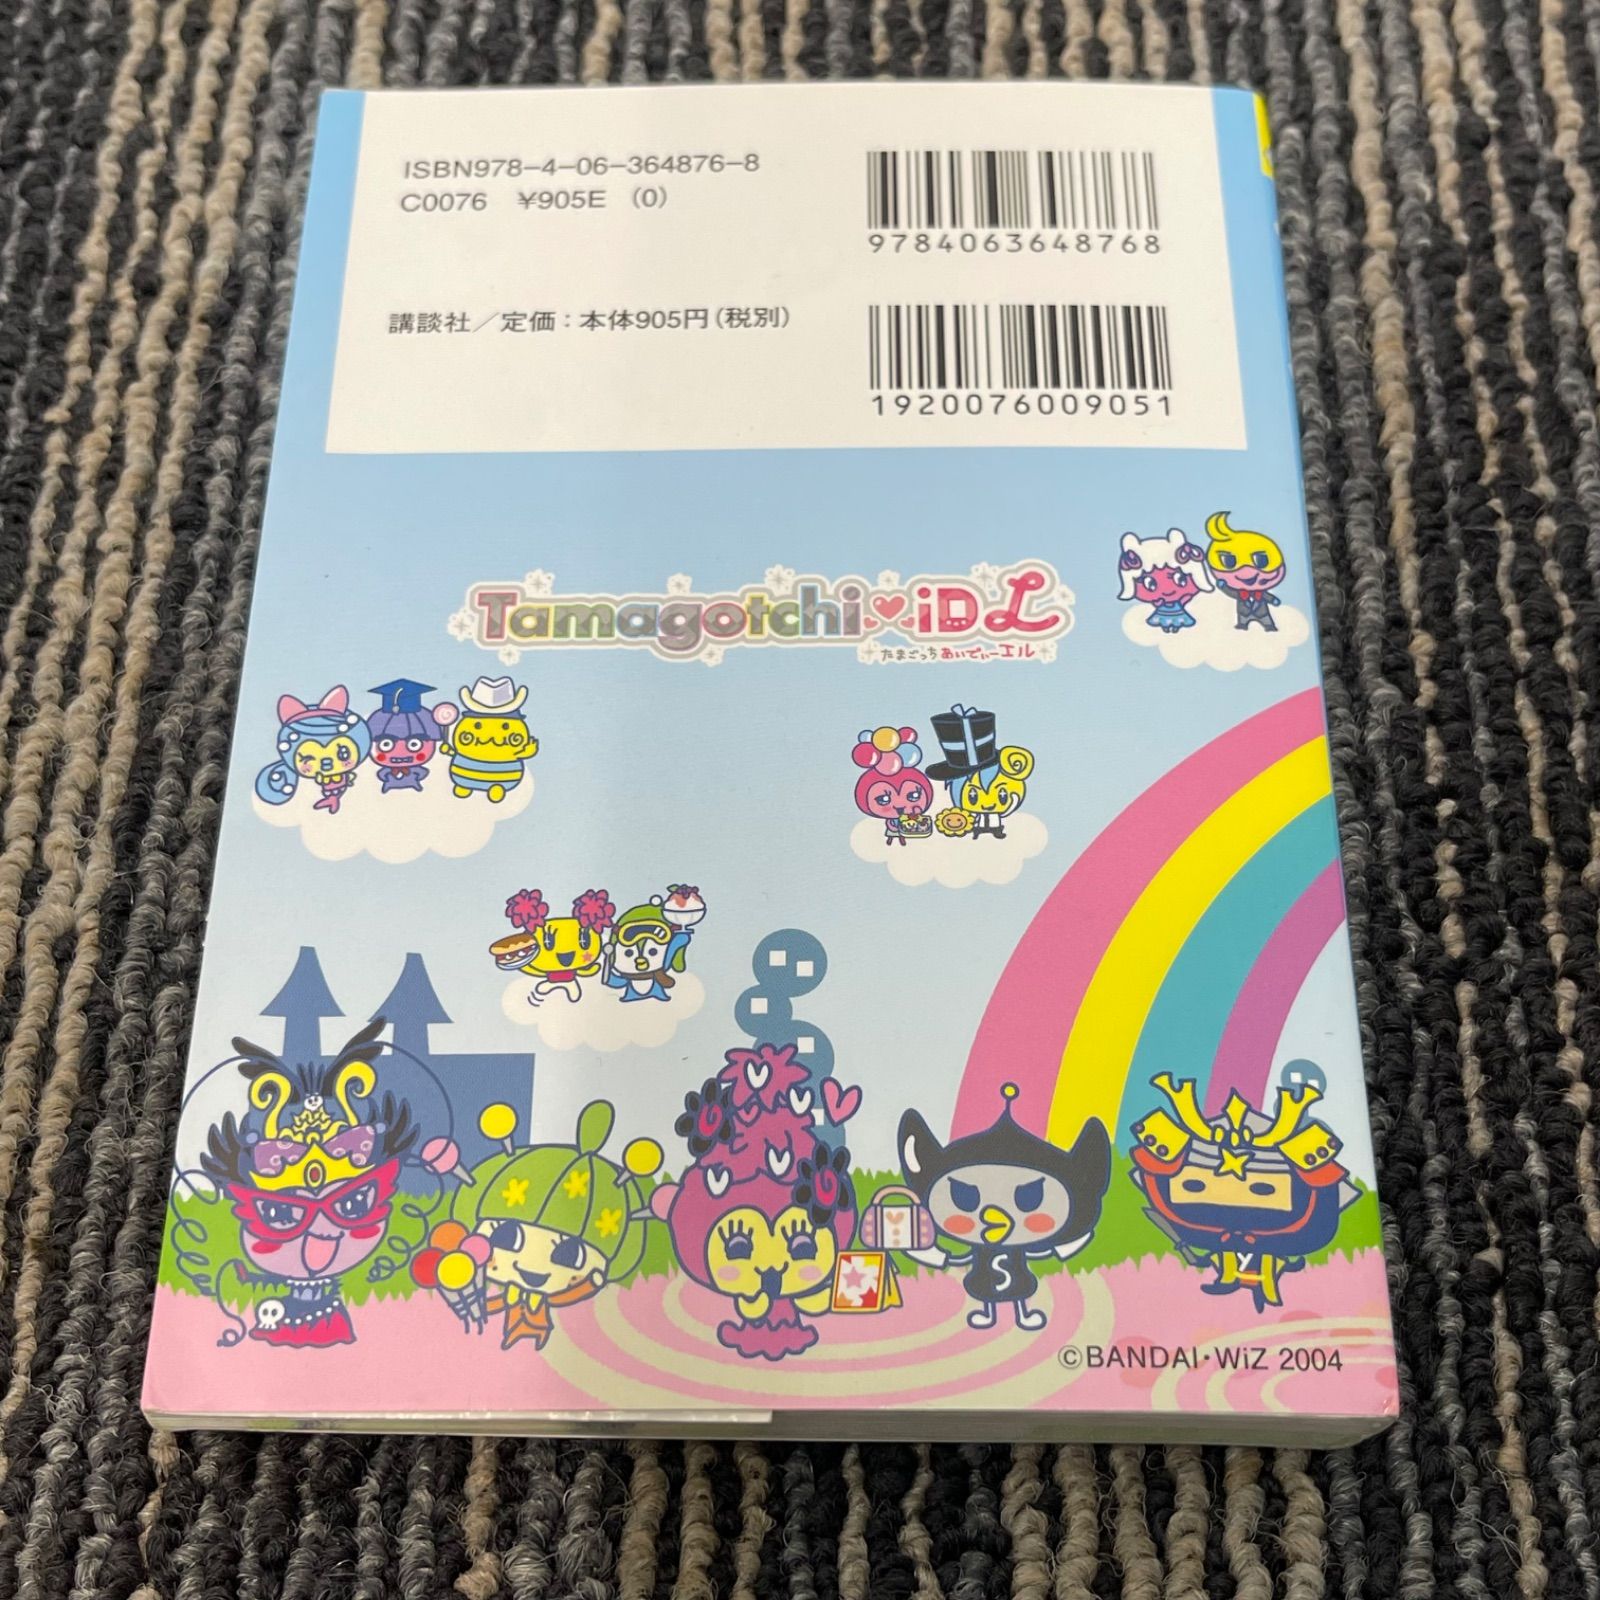 ISBN978-4-06-364876-8
C0076 ¥905E (0)
9784063648768
講談社/定価:本体905円(税別)
1920076009051
Tamagotchi iD L
たまごっちあいでぃーエル
S
Y
©BANDAI・WiZ 2004